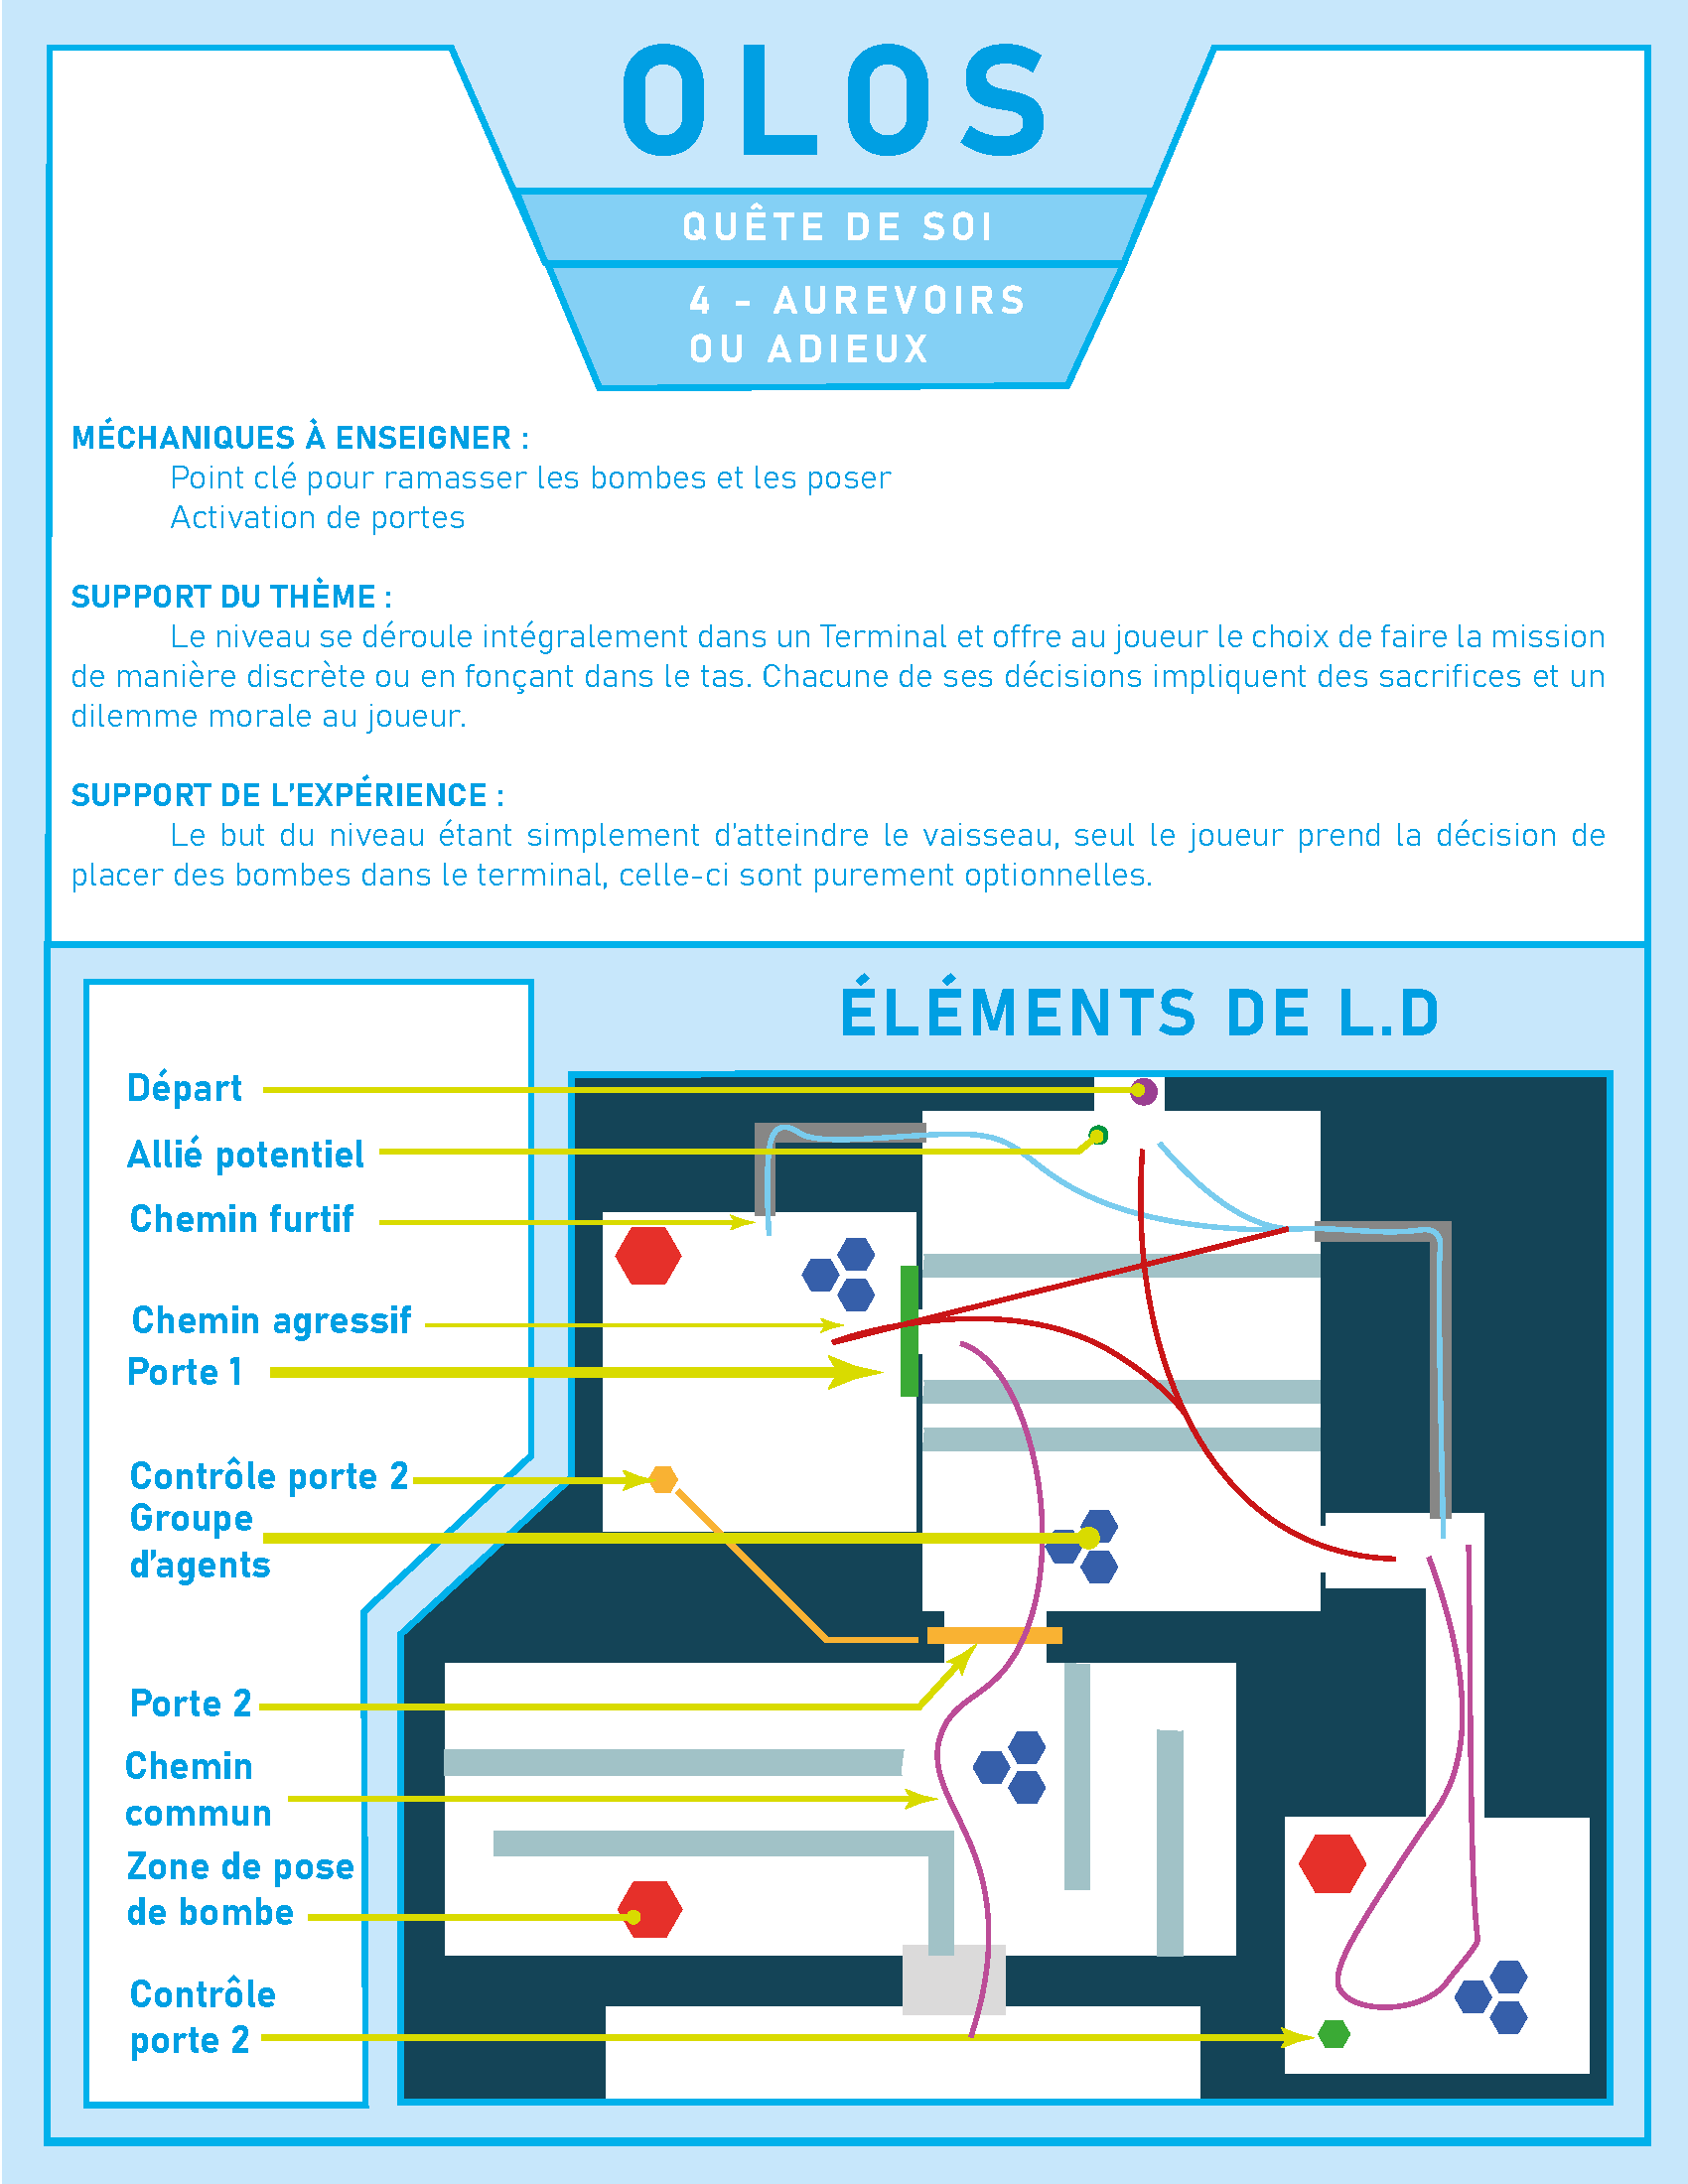 OLOS
QUÊTE DE SOI
4 - AUREVOIRS
OU ADIEUX
MÉCHANIQUES À ENSEIGNER :
Point clé pour ramasser les bombes et les poser
Activation de portes
SUPPORT DU THÈME :
Le niveau se déroule intégralement dans un Terminal et offre au joueur le choix de faire la mission
de manière discrète ou en fonçant dans le tas. Chacune de ses décisions impliquent des sacrifices et un
dilemme morale au joueur.
SUPPORT DE L'EXPÉRIENCE :
Le but du niveau étant simplement d'atteindre le vaisseau, seul le joueur prend la décision de
placer des bombes dans le terminal, celle-ci sont purement optionnelles.
ÉLÉMENTS DE L.D
Départ
Allié potentiel
Chemin furtif
Chemin agressif
Porte 1
Contrôle porte 2
Groupe
d'agents
Porte 2
Chemin
commun
Zone de pose
de bombe
Contrôle
porte 2